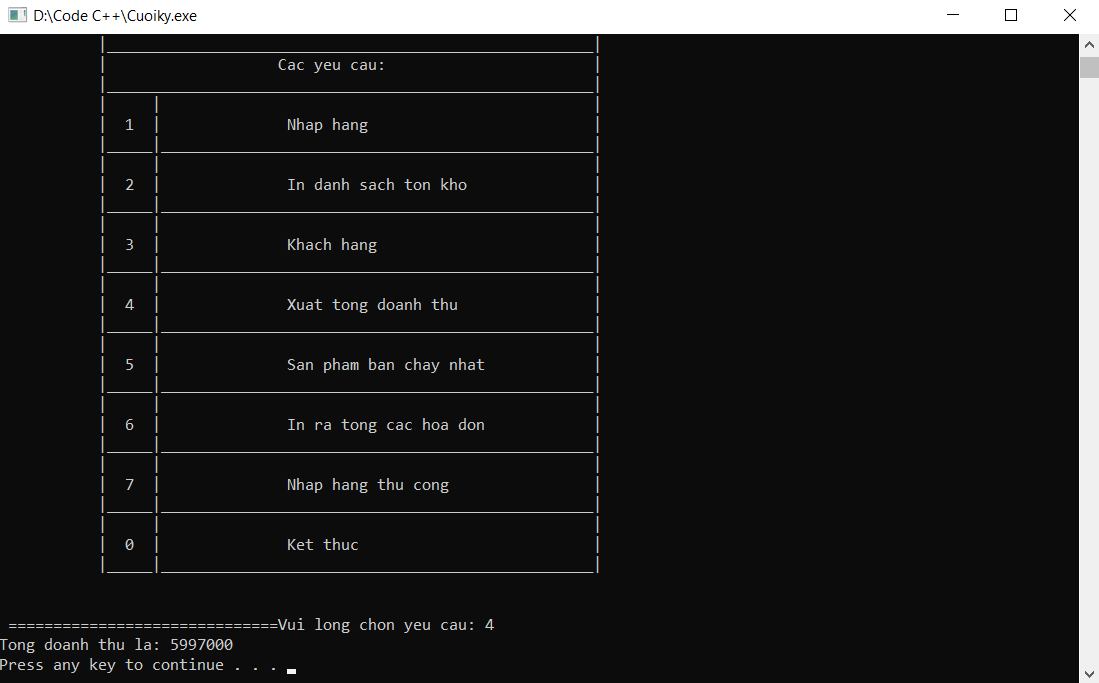 D:\Code C++\Cuoiky.exe
Cac yeu cau:
1 Nhap hang
2 In danh sach ton kho
3 Khach hang
4 Xuat tong doanh thu
5 San pham ban chay nhat
6 In ra tong cac hoa don
7 Nhap hang thu cong
0 Ket thuc
==============================Vui long chon yeu cau: 4
Tong doanh thu la: 5997000
Press any key to continue . . .